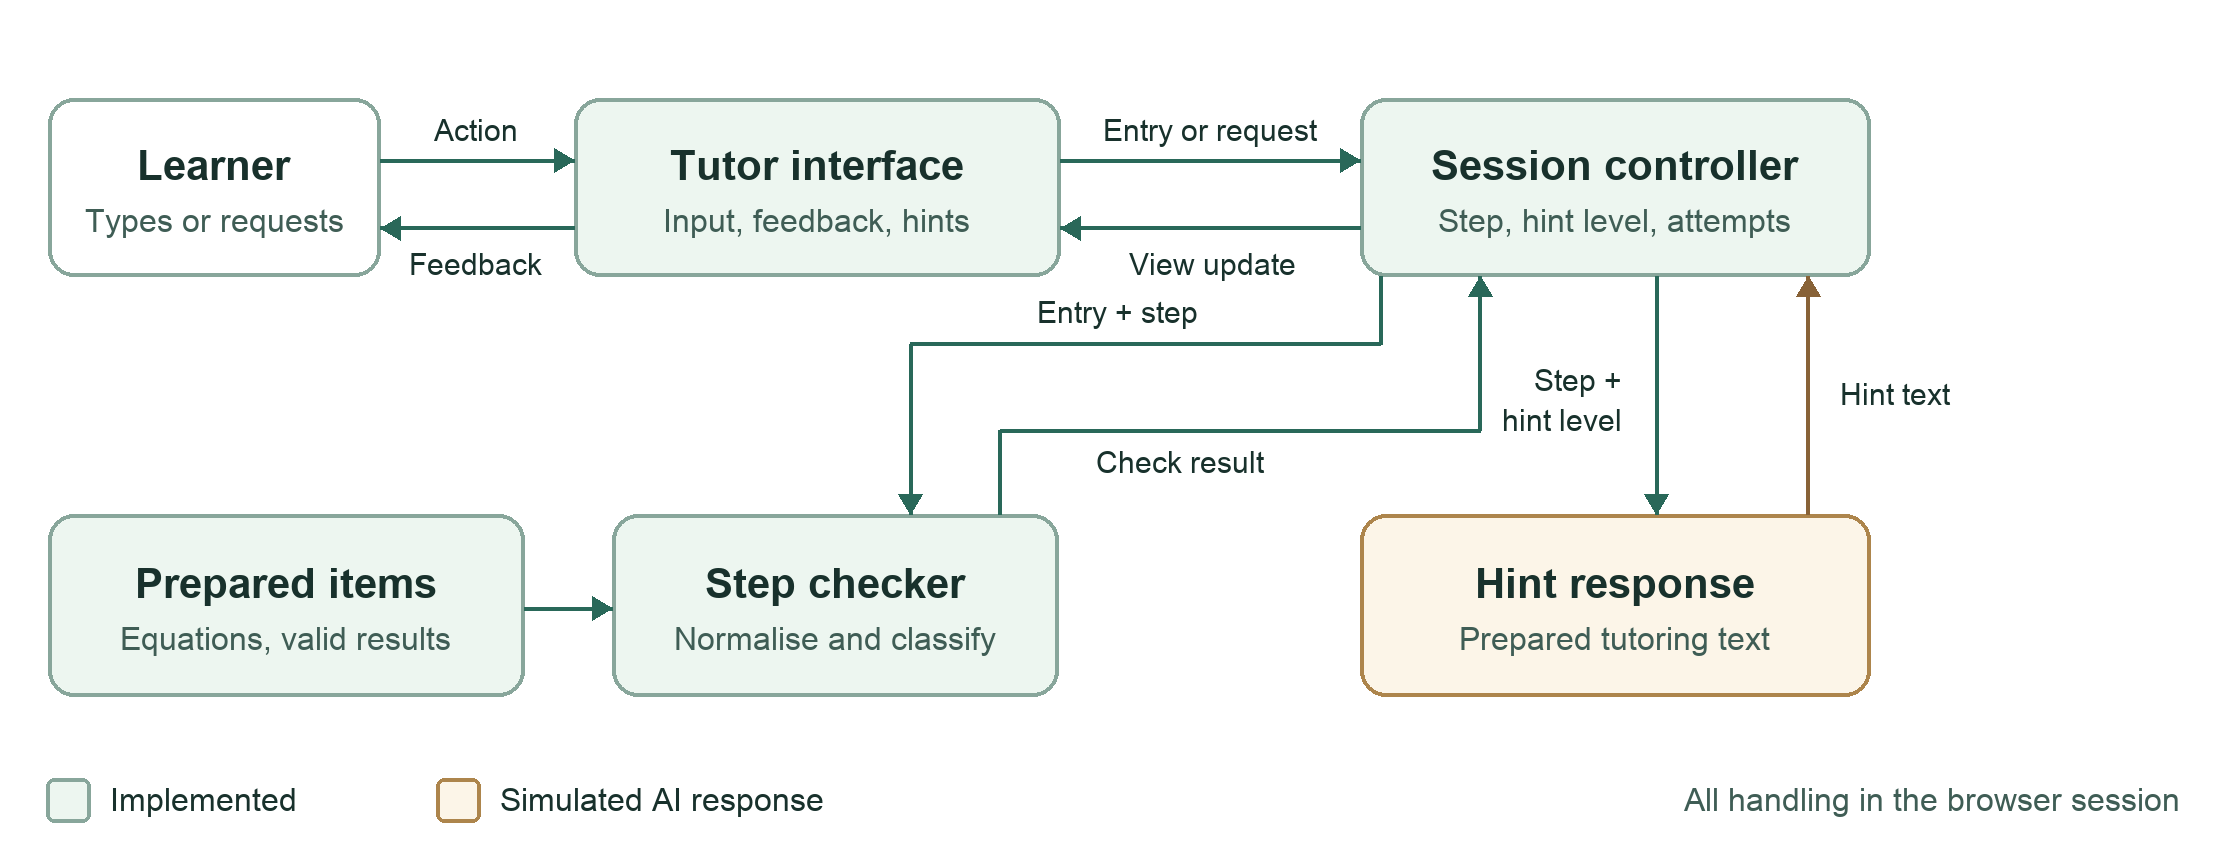 Learner
Types or requests
Action
Feedback
Tutor interface
Input, feedback, hints
Entry or request
View update
Session controller
Step, hint level, attempts
Entry + step
Check result
Step +
hint level
Hint text
Prepared items
Equations, valid results
Step checker
Normalise and classify
Hint response
Prepared tutoring text
Implemented
Simulated AI response
All handling in the browser session